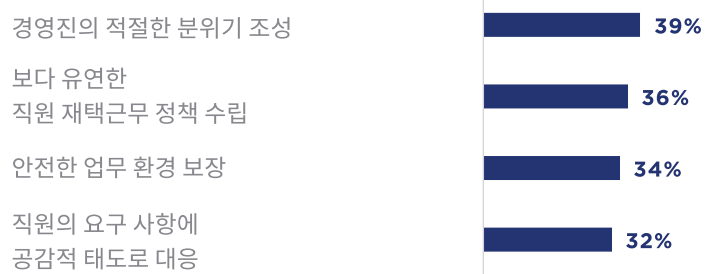 경영진의 적절한 분위기 조성
39%
보다 유연한
직원 재택근무 정책 수립
36%
안전한 업무 환경 보장
34%
직원의 요구 사항에
공감적 태도로 대응
32%